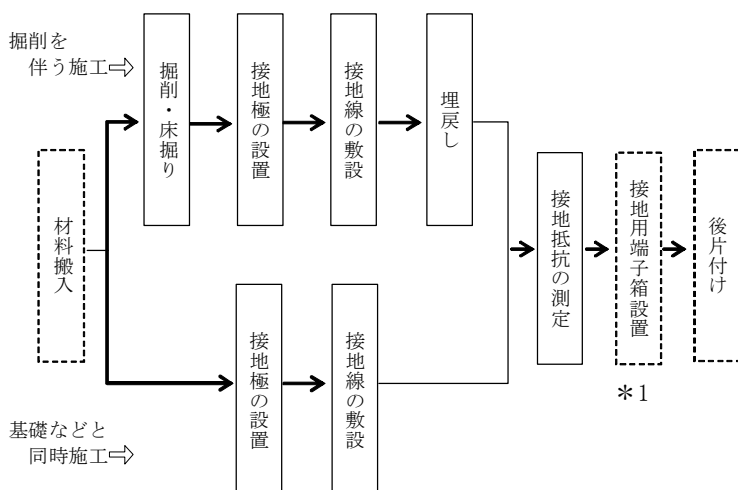 掘削を
伴う施工⇨
掘削・床掘り
接地極の設置
接地線の敷設
埋戻し
材料搬入
接地抵抗の測定
接地用端子箱設置
後片付け
接地極の設置
接地線の敷設
＊1
基礎などと
同時施工⇨